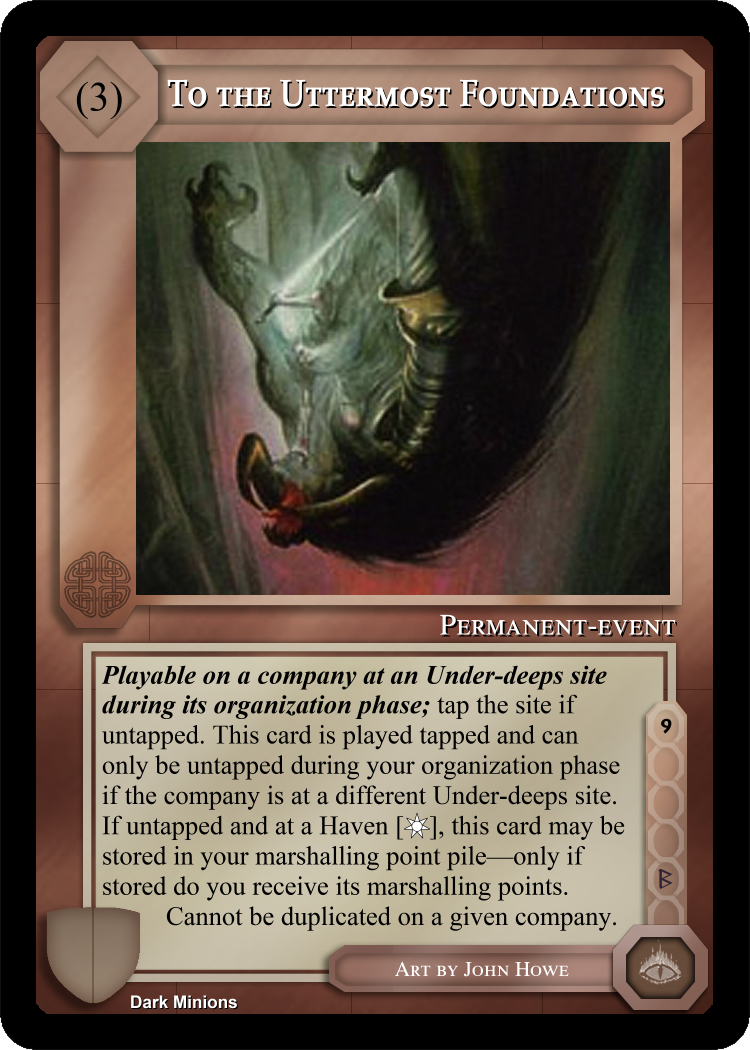 (3)
To the Uttermost Foundations
Permanent-event
Playable on a company at an Under-deeps site
during its organization phase; tap the site if
untapped. This card is played tapped and can
only be untapped during your organization phase
if the company is at a different Under-deeps site.
If untapped and at a Haven [☼], this card may be
stored in your marshalling point pile—only if
stored do you receive its marshalling points.
Cannot be duplicated on a given company.
9
ᛒ
Art by John Howe
Dark Minions